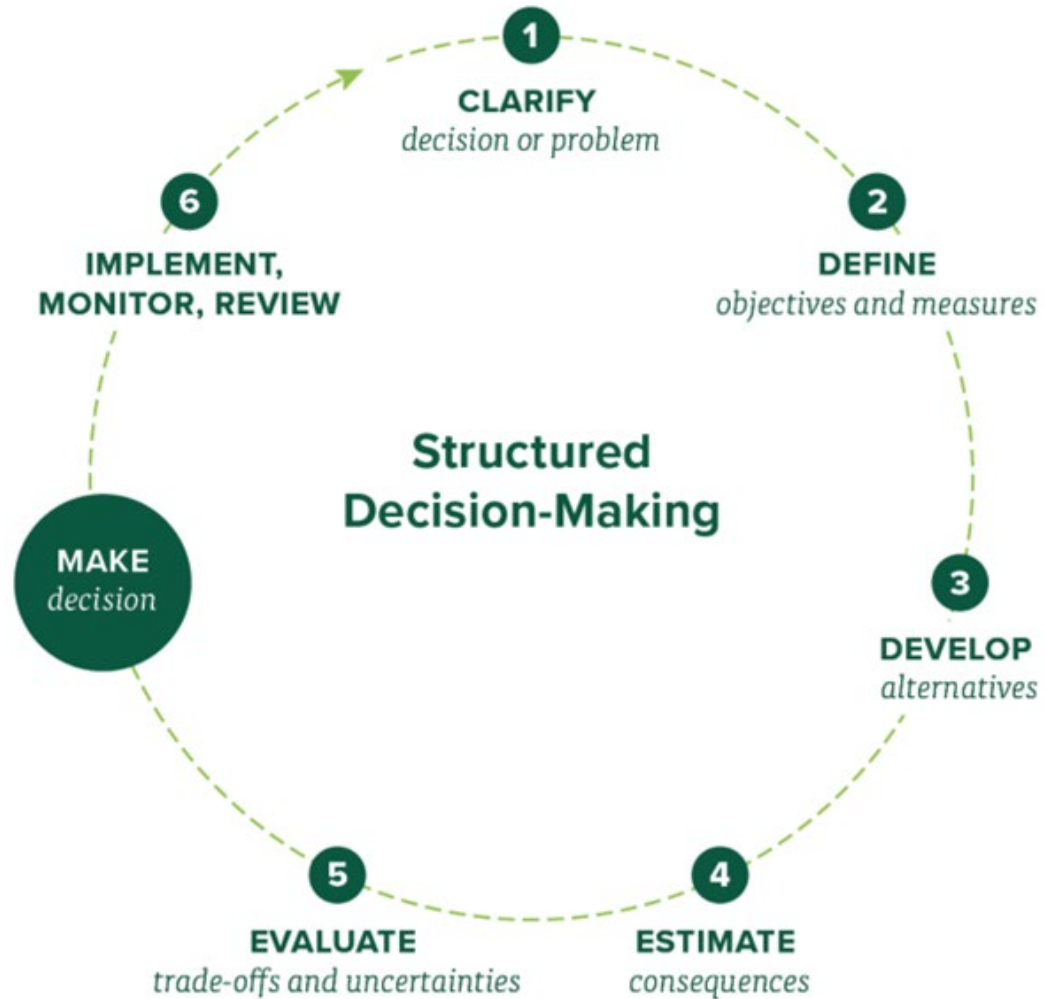 1
CLARIFY
decision or problem
2
DEFINE
objectives and measures
3
DEVELOP
alternatives
4
ESTIMATE
consequences
5
EVALUATE
trade-offs and uncertainties
MAKE
decision
6
IMPLEMENT,
MONITOR, REVIEW
Structured
Decision-Making